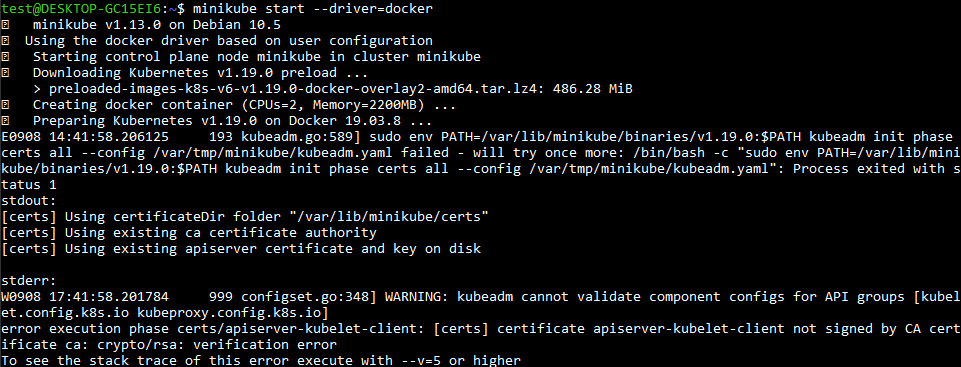 test@DESKTOP-GC15EI6:~$ minikube start --driver=docker
minikube v1.13.0 on Debian 10.5
Using the docker driver based on user configuration
Starting control plane node minikube in cluster minikube
Downloading Kubernetes v1.19.0 preload ...
> preloaded-images-k8s-v6-v1.19.0-docker-overlay2-amd64.tar.lz4: 486.28 MiB
Creating docker container (CPUs=2, Memory=2200MB) ...
Preparing Kubernetes v1.19.0 on Docker 19.03.8 ...
E0908 14:41:58.206125     193 kubeadm.go:589] sudo env PATH=/var/lib/minikube/binaries/v1.19.0:$PATH kubeadm init phase
certs all --config /var/tmp/minikube/kubeadm.yaml failed - will try once more: /bin/bash -c "sudo env PATH=/var/lib/mini
kube/binaries/v1.19.0:$PATH kubeadm init phase certs all --config /var/tmp/minikube/kubeadm.yaml": Process exited with s
tatus 1
stdout:
[certs] Using certificateDir folder "/var/lib/minikube/certs"
[certs] Using existing ca certificate authority
[certs] Using existing apiserver certificate and key on disk
stderr:
W0908 17:41:58.201784     999 configset.go:348] WARNING: kubeadm cannot validate component configs for API groups [kubel
et.config.k8s.io kubeproxy.config.k8s.io]
error execution phase certs/apiserver-kubelet-client: [certs] certificate apiserver-kubelet-client not signed by CA cert
ificate ca: crypto/rsa: verification error
To see the stack trace of this error execute with --v=5 or higher